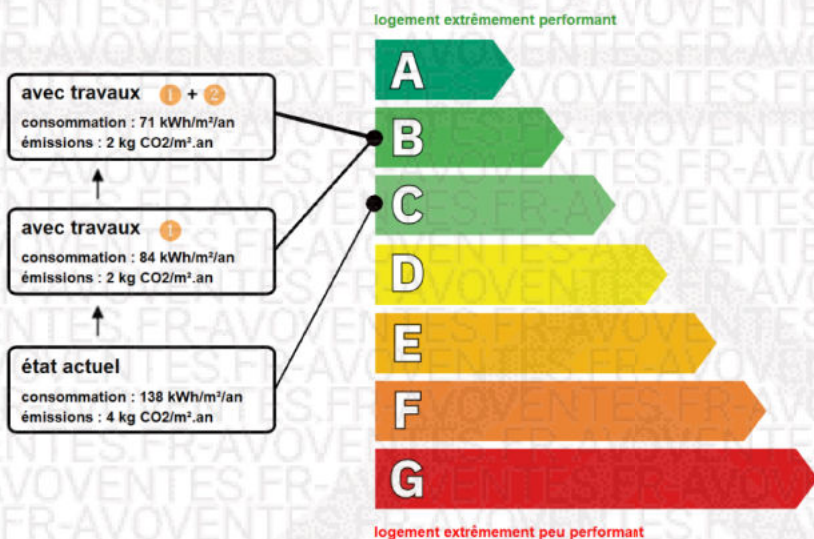 logement extrêmement performant
avec travaux 1 + 2
consommation : 71 kWh/m²/an
émissions : 2 kg CO2/m².an
avec travaux 1
consommation : 84 kWh/m²/an
émissions : 2 kg CO2/m².an
état actuel
consommation : 138 kWh/m²/an
émissions : 4 kg CO2/m².an
A
B
C
D
E
F
G
logement extrêmement peu performant